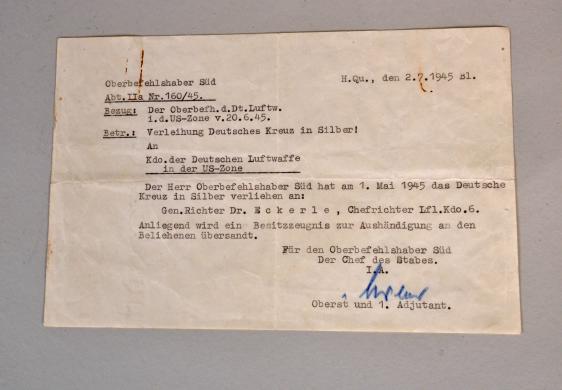 Oberbefehlshaber Süd
H.Qu., den 2.7.1945 Bl.
Abt.IIa Nr.160/45.
Bezug: Der Oberbefh.d.Dt.Luftw.
i.d.US-Zone v.20.6.45.
Betr.: Verleihung Deutsches Kreuz in Silber!
An
Kdo.der Deutschen Luftwaffe
in der US-Zone
Der Herr Oberbefehlshaber Süd hat am 1. Mai 1945 das Deutsche
Kreuz in Silber verliehen an:
Gen.Richter Dr. E c k e r l e , Chefrichter Lfl.Kdo.6.
Anliegend wird ein Besitzzeugnis zur Aushändigung an den
Beliehenen übersandt.
Für den Oberbefehlshaber Süd
Der Chef des Stabes.
I.A.
Oberst und 1. Adjutant.